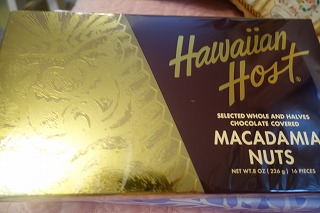 Hawaiian
Host®
SELECTED WHOLE AND HALVES
CHOCOLATE COVERED
MACADAMIA
NUTS
NET WT. 8 OZ (226 g) 16 PIECES